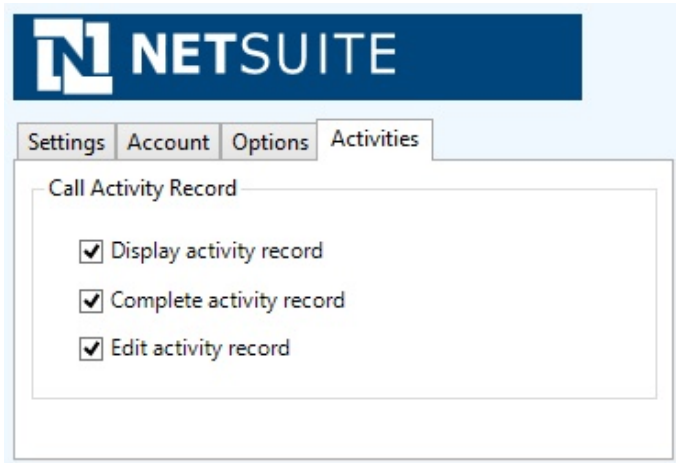 NETSUITE
Settings Account Options Activities
Call Activity Record
Display activity record
Complete activity record
Edit activity record